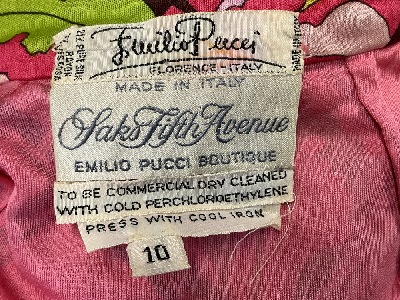 Emilio Pucci
FLORENCE - ITALY
MADE IN ITALY
Saks Fifth Avenue
EMILIO PUCCI BOUTIQUE
TO BE COMMERCIAL DRY CLEANED
WITH COLD PERCHLOROETHYLENE
PRESS WITH COOL IRON
10